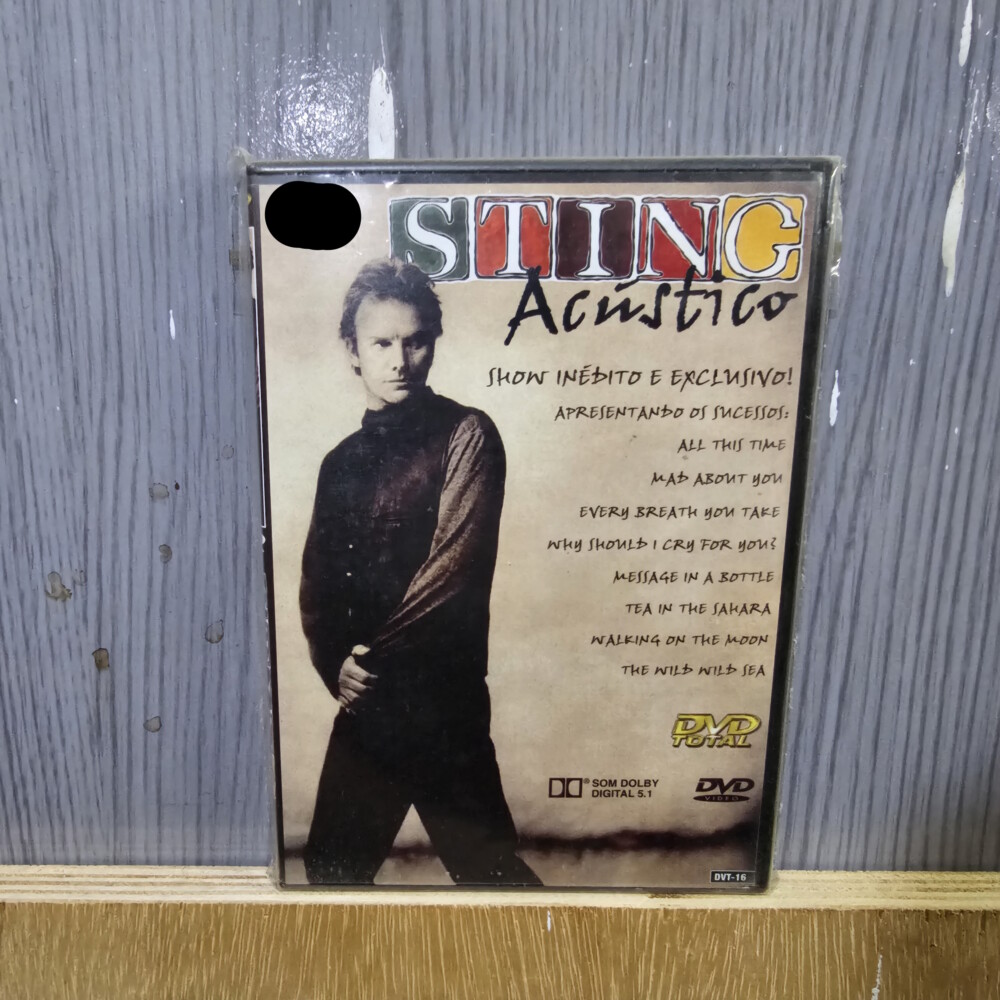 STING
Acústico
SHOW INÉDITO E EXCLUSIVO!
APRESENTANDO OS SUCESSOS:
ALL THIS TIME
MAD ABOUT YOU
EVERY BREATH YOU TAKE
WHY SHOULD I CRY FOR YOU?
MESSAGE IN A BOTTLE
TEA IN THE SAHARA
WALKING ON THE MOON
THE WILD WILD SEA
DVD
TOTAL
SOM DOLBY
DIGITAL 5.1
DVD
VIDEO
DVT-16